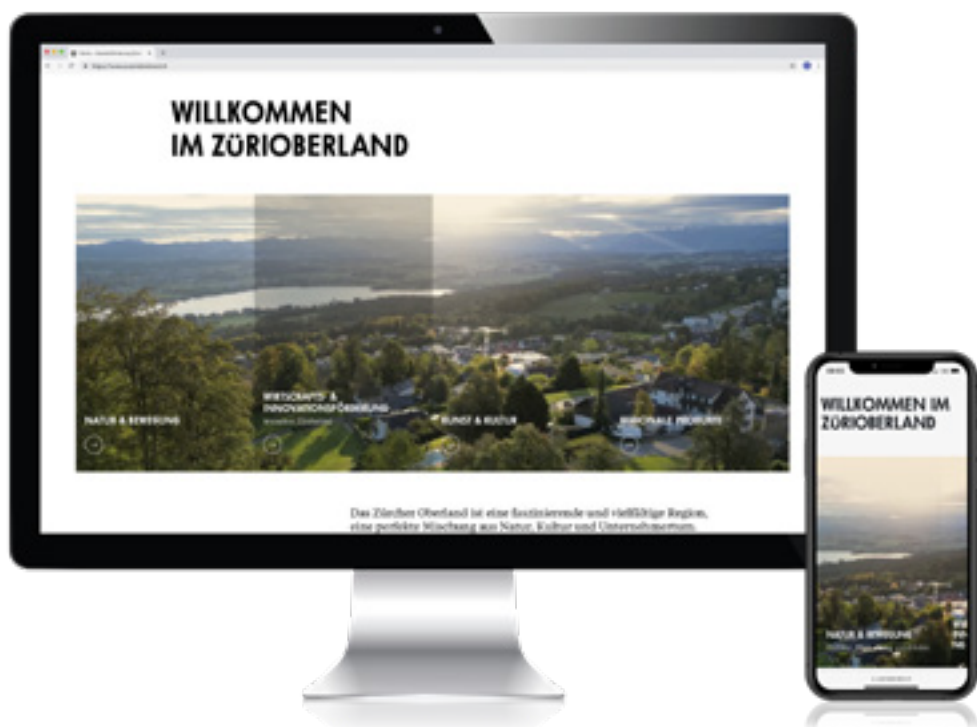 WILLKOMMEN
IM ZÜRIOBERLAND
NATUR & BEWEGUNG
WIRTSCHAFTS- &
INNOVATIONSFÖRDERUNG
KUNST & KULTUR
REGIONALE PRODUKTE
Das Zürcher Oberland ist eine faszinierende und vielfältige Region,
eine perfekte Mischung aus Natur, Kultur und Unternehmertum.
WILLKOMMEN IM
ZÜRIOBERLAND
NATUR & BEWEGUNG